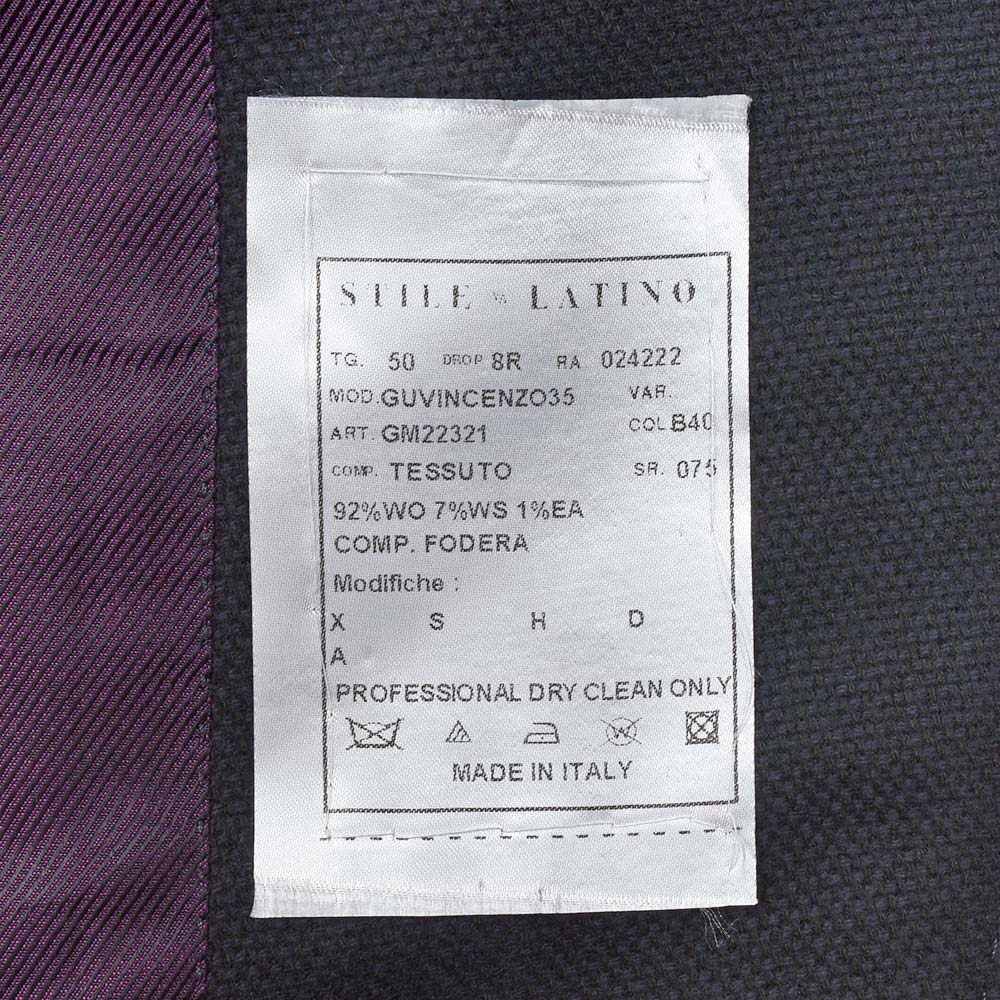 STILE LATINO
TG. 50 DROP 8R RA 024222
MOD.GUVINCENZO35 VAR.
ART. GM22321 COL B40
COMP. TESSUTO SR. 075
92%WO 7%WS 1%EA
COMP. FODERA
Modifiche :
X S H D
A
PROFESSIONAL DRY CLEAN ONLY
W
MADE IN ITALY